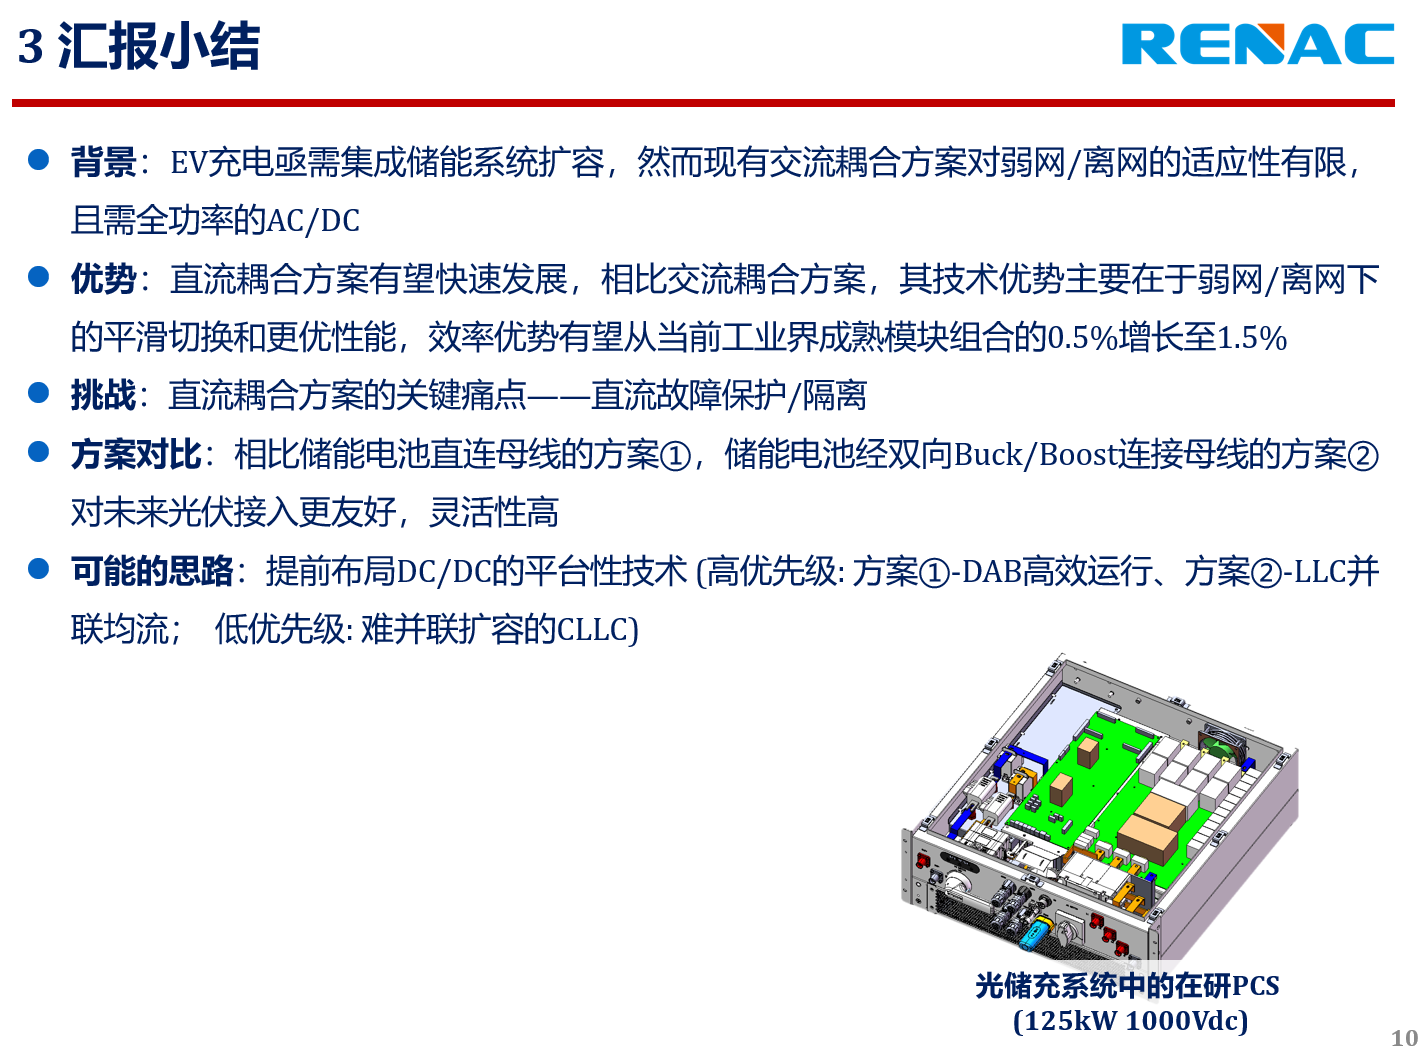 3 汇报小结
RENAC
背景：EV充电亟需集成储能系统扩容，然而现有交流耦合方案对弱网/离网的适应性有限，
且需全功率的AC/DC
优势：直流耦合方案有望快速发展，相比交流耦合方案，其技术优势主要在于弱网/离网下
的平滑切换和更优性能，效率优势有望从当前工业界成熟模块组合的0.5%增长至1.5%
挑战：直流耦合方案的关键痛点——直流故障保护/隔离
方案对比：相比储能电池直连母线的方案①，储能电池经双向Buck/Boost连接母线的方案②
对未来光伏接入更友好，灵活性高
可能的思路：提前布局DC/DC的平台性技术 (高优先级: 方案①-DAB高效运行、方案②-LLC并
联均流； 低优先级: 难并联扩容的CLLC)
光储充系统中的在研PCS
(125kW 1000Vdc)
10